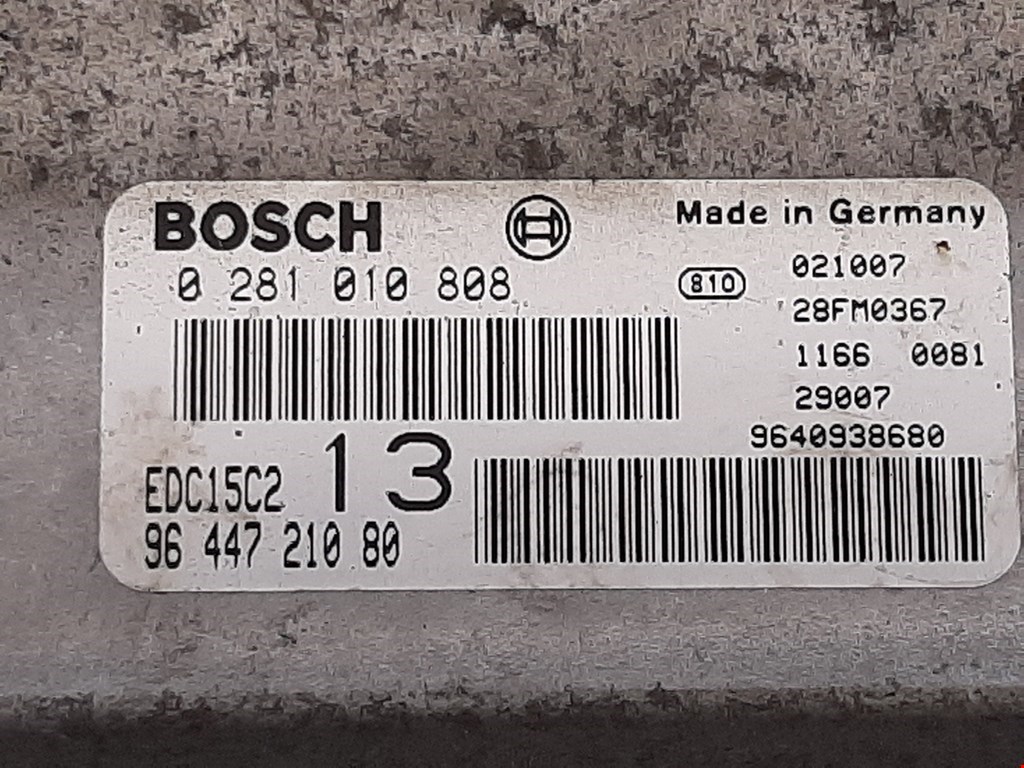 BOSCH
Made in Germany
0 281 010 808
810
021007
28FM0367
1166 0081
29007
9640938680
EDC15C2 13
96 447 210 80